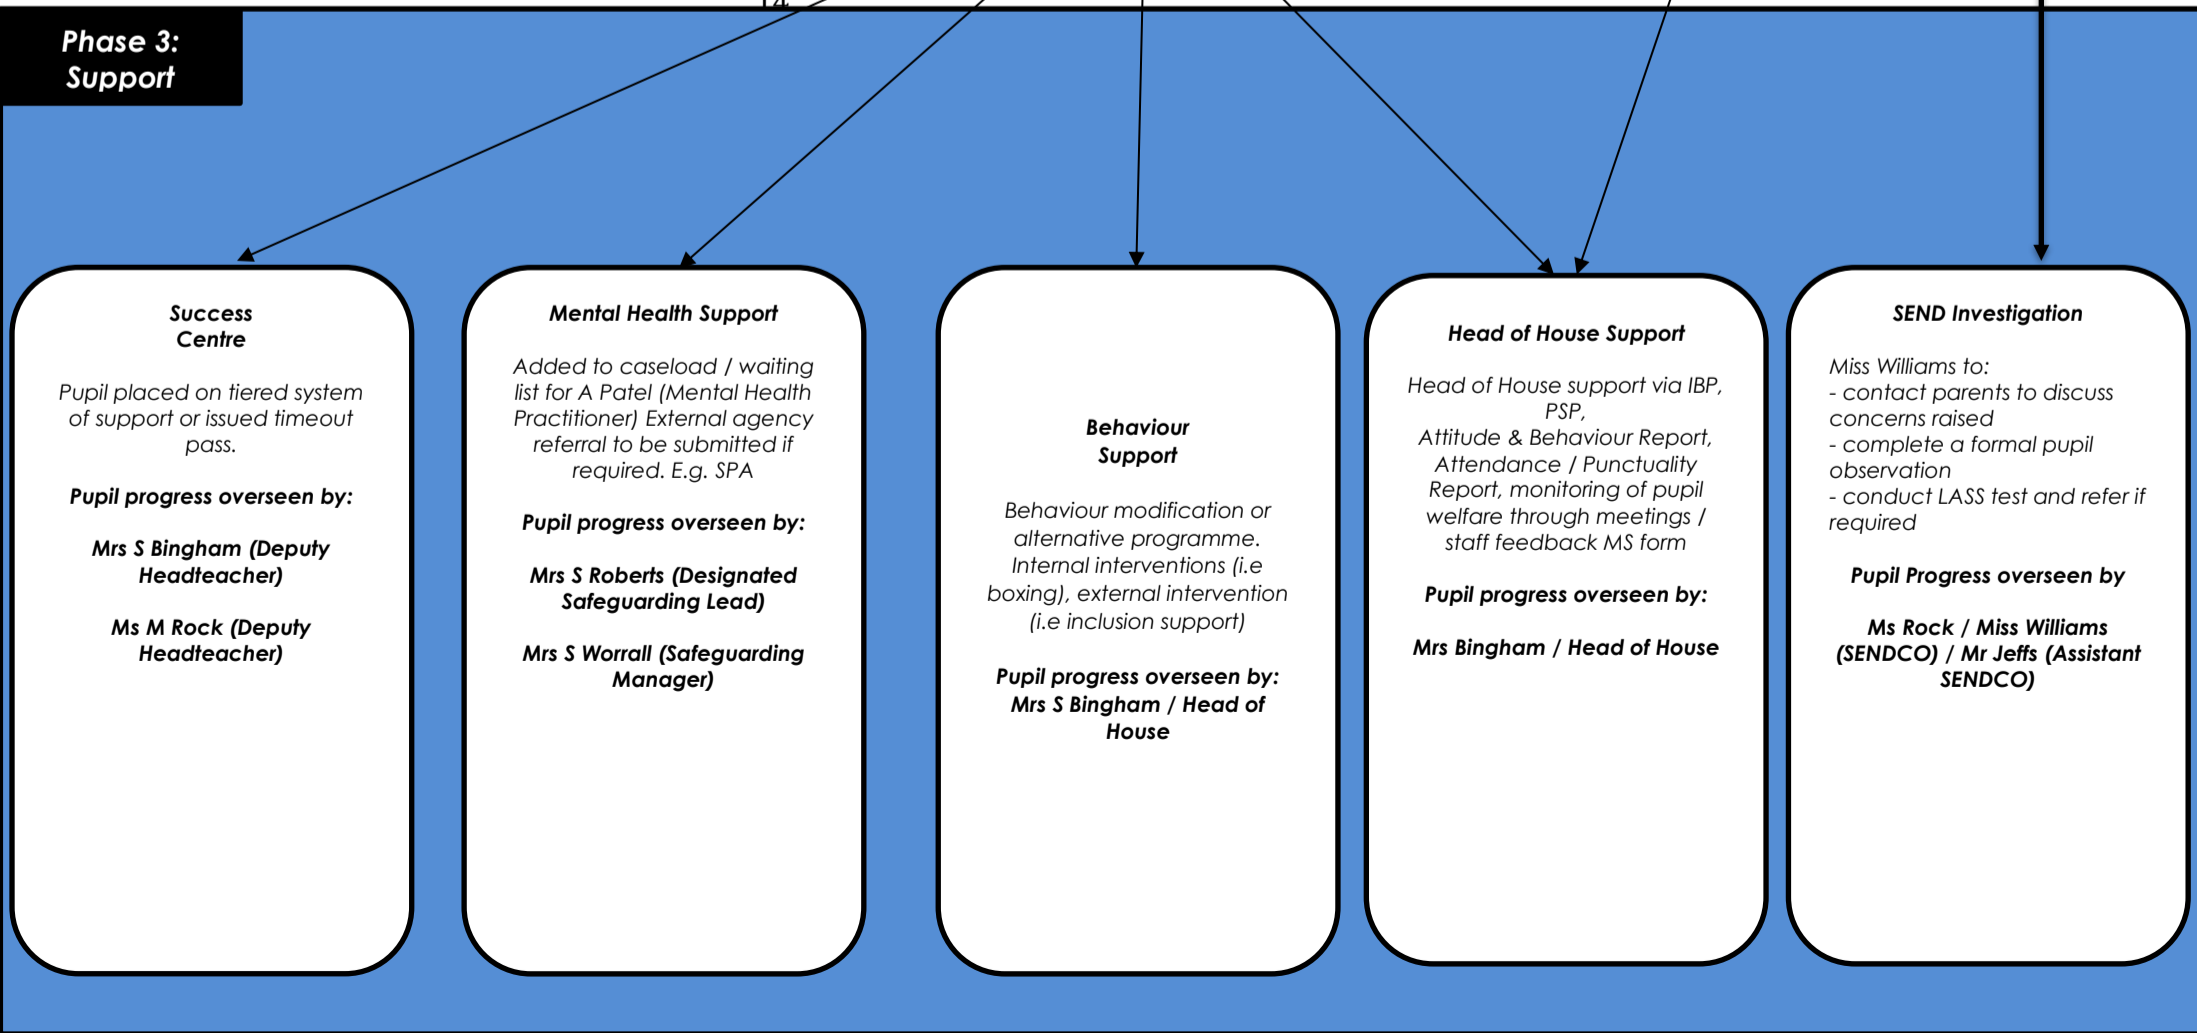 14
Phase 3:
Support
Success
Centre
Pupil placed on tiered system
of support or issued timeout
pass.
Pupil progress overseen by:
Mrs S Bingham (Deputy
Headteacher)
Ms M Rock (Deputy
Headteacher)
Mental Health Support
Added to caseload / waiting
list for A Patel (Mental Health
Practitioner) External agency
referral to be submitted if
required. E.g. SPA
Pupil progress overseen by:
Mrs S Roberts (Designated
Safeguarding Lead)
Mrs S Worrall (Safeguarding
Manager)
Behaviour
Support
Behaviour modification or
alternative programme.
Internal interventions (i.e
boxing), external intervention
(i.e inclusion support)
Pupil progress overseen by:
Mrs S Bingham / Head of
House
Head of House Support
Head of House support via IBP,
PSP,
Attitude & Behaviour Report,
Attendance / Punctuality
Report, monitoring of pupil
welfare through meetings /
staff feedback MS form
Pupil progress overseen by:
Mrs Bingham / Head of House
SEND Investigation
Miss Williams to:
- contact parents to discuss
concerns raised
- complete a formal pupil
observation
- conduct LASS test and refer if
required
Pupil Progress overseen by
Ms Rock / Miss Williams
(SENDCO) / Mr Jeffs (Assistant
SENDCO)